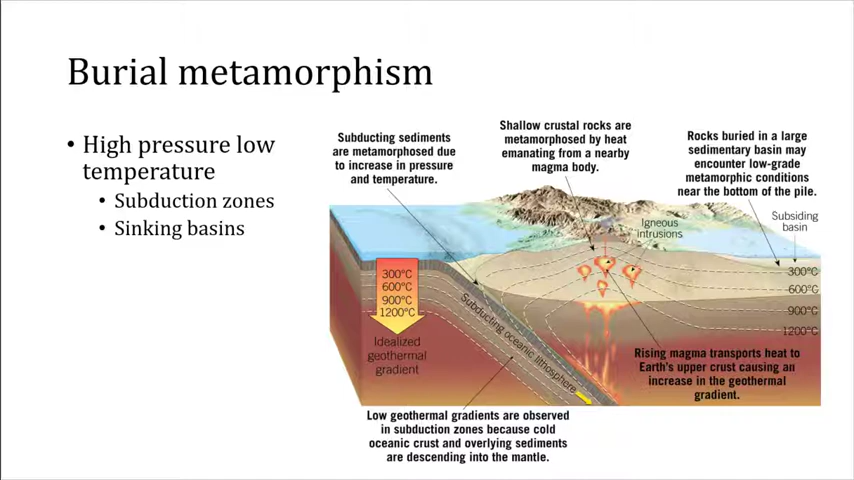 Burial metamorphism
• High pressure low
temperature
• Subduction zones
• Sinking basins
Subducting sediments
are metamorphosed due
to increase in pressure
and temperature.
Shallow crustal rocks are
metamorphosed by heat
emanating from a nearby
magma body.
Rocks buried in a large
sedimentary basin may
encounter low-grade
metamorphic conditions
near the bottom of the pile.
Igneous
intrusions
Subsiding
basin
300°C
600°C
900°C
1200°C
Idealized
geothermal
gradient
Subducting oceanic lithosphere
300°C
600°C
900°C
1200°C
Rising magma transports heat to
Earth's upper crust causing an
increase in the geothermal
gradient.
Low geothermal gradients are observed
in subduction zones because cold
oceanic crust and overlying sediments
are descending into the mantle.